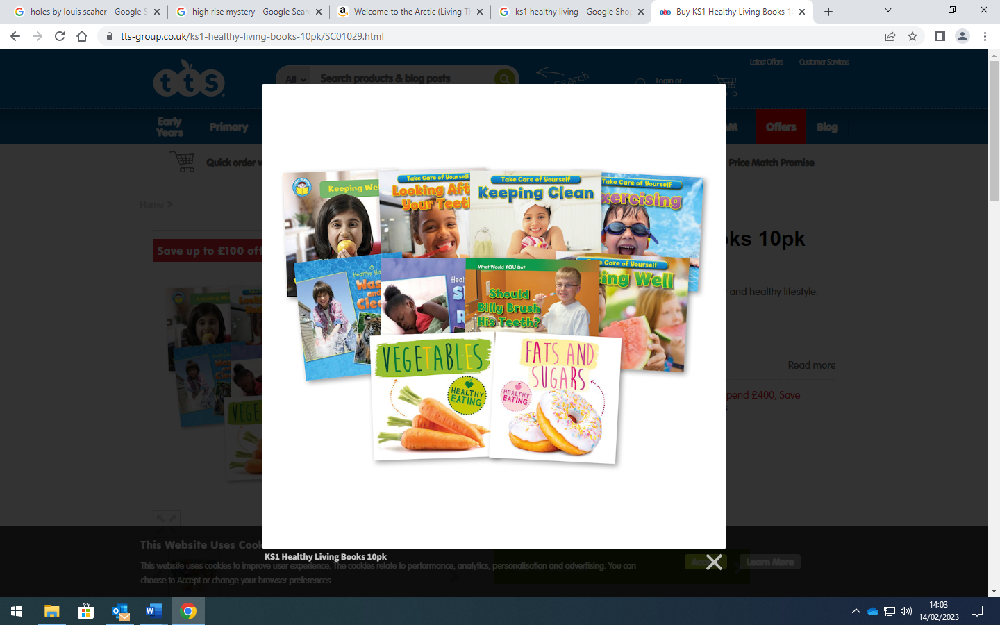 holes by louis scaher - Google S
high rise mystery - Google Sear
Welcome to the Arctic (Living Th
ks1 healthy living - Google Shop
Buy KS1 Healthy Living Books 1
tts-group.co.uk/ks1-healthy-living-books-10pk/SC01029.html
Latest Offers
Customer Services
tts
All
Search products & blog posts
search
Login or
Early
Years
Primary
Offers
Blog
Quick order
Price Match Promise
Home
Save up to £100 off
ks 10pk
and healthy lifestyle.
Read more
pend £400, Save
Keeping We
Take Care of Yourself
Looking Aft
Your Teeth
Take Care of Yourself
Keeping Clean
Take Care of Yourself
xercising
Healthy Ha
Was
and
Cle
Heal
S
R
What Would YOU Do?
Should
Billy Brush
His Teeth?
Care of Yourself
ing Well
VEGETABLES
HEALTHY
EATING
FATS AND
SUGARS
HEALTHY
EATING
This Website Uses Cook
KS1 Healthy Living Books 10pk
This website uses cookies to improve user experience. The cookies relate to performance, analytics, personalisation and advertising. You can
choose to Accept or change your browser preferences
Accept
Learn More
14:03
14/02/2023